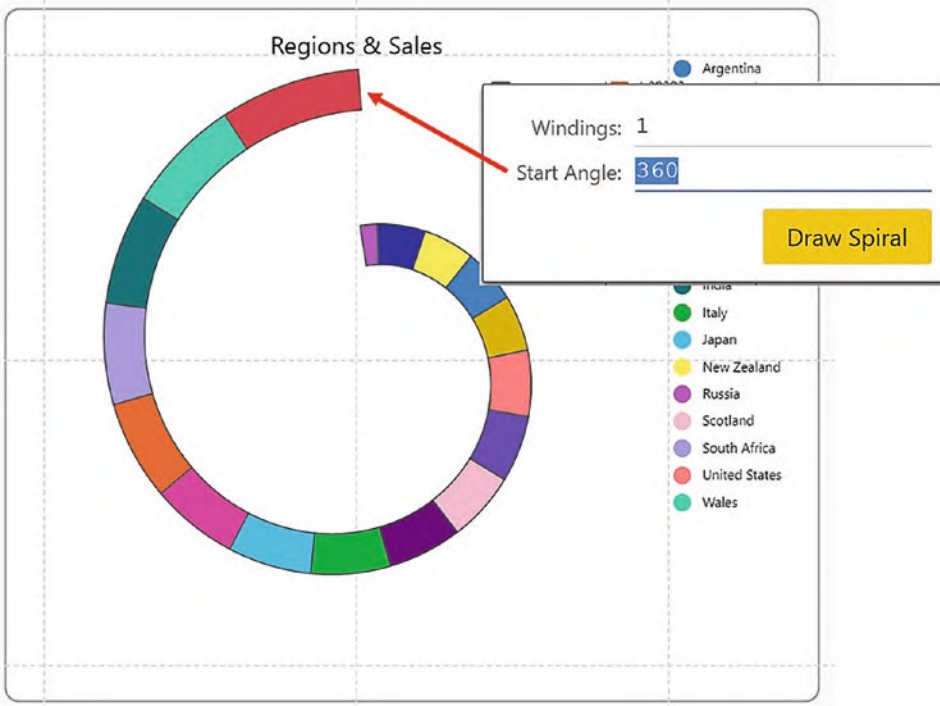 Regions & Sales
Argentina
Windings: 1
Start Angle: 360
Draw Spiral
India
Italy
Japan
New Zealand
Russia
Scotland
South Africa
United States
Wales